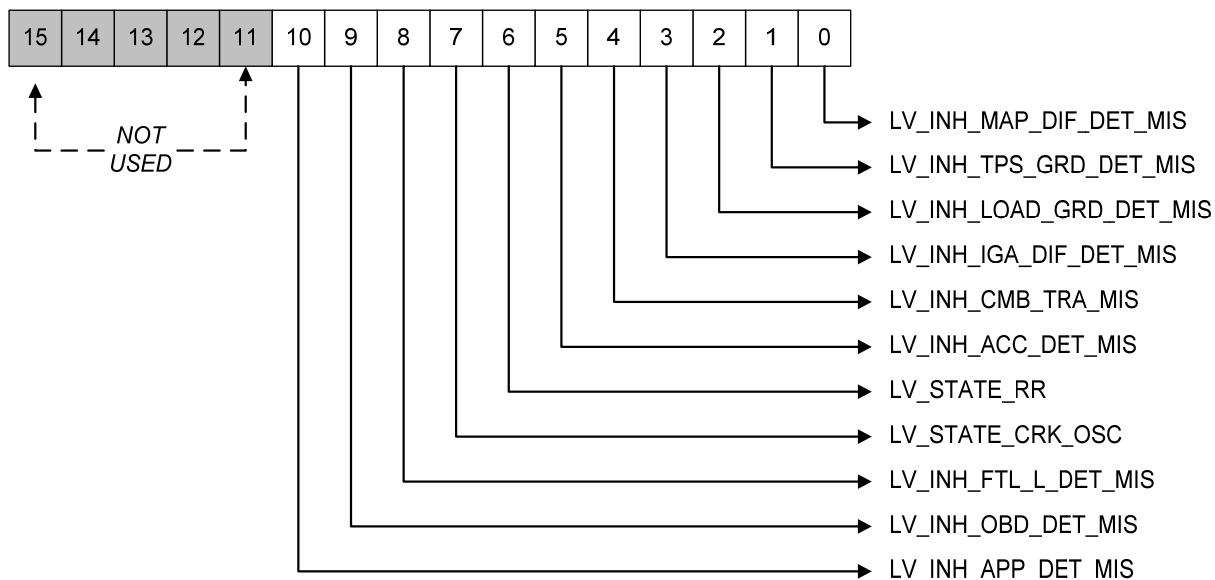 15 14 13 12 11 10 9 8 7 6 5 4 3 2 1 0
LV_INH_MAP_DIF_DET_MIS
NOT
USED
LV_INH_TPS_GRD_DET_MIS
LV_INH_LOAD_GRD_DET_MIS
LV_INH_IGA_DIF_DET_MIS
LV_INH_CMB_TRA_MIS
LV_INH_ACC_DET_MIS
LV_STATE_RR
LV_STATE_CRK_OSC
LV_INH_FTL_L_DET_MIS
LV_INH_OBD_DET_MIS
LV_INH_APP_DET_MIS